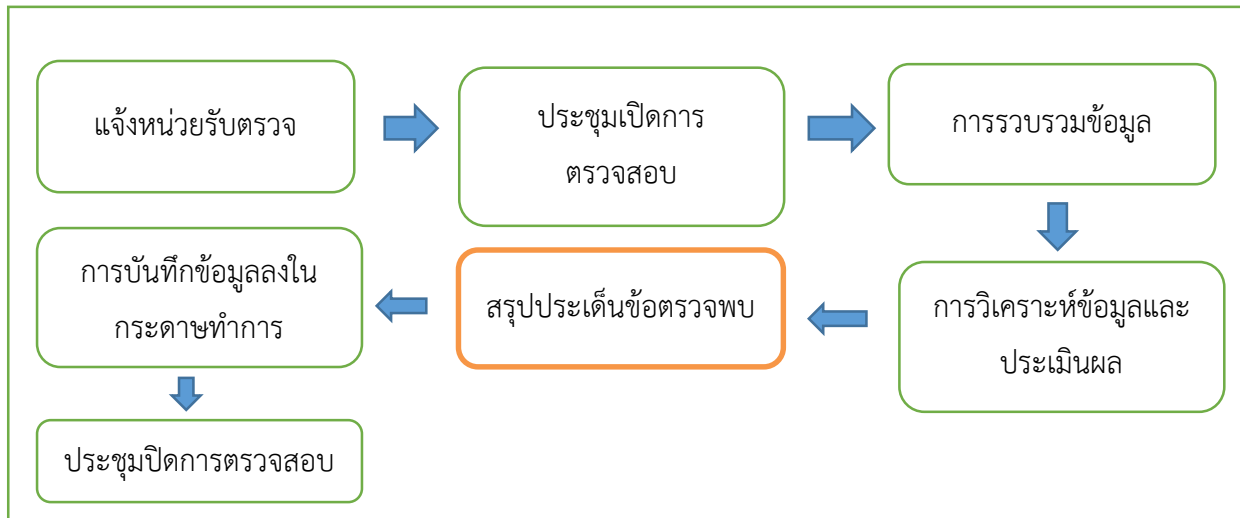 แจ้งหน่วยรับตรวจ
ประชุมเปิดการ
ตรวจสอบ
การรวบรวมข้อมูล
การวิเคราะห์ข้อมูลและ
ประเมินผล
สรุปประเด็นข้อตรวจพบ
การบันทึกข้อมูลลงใน
กระดาษทำการ
ประชุมปิดการตรวจสอบ